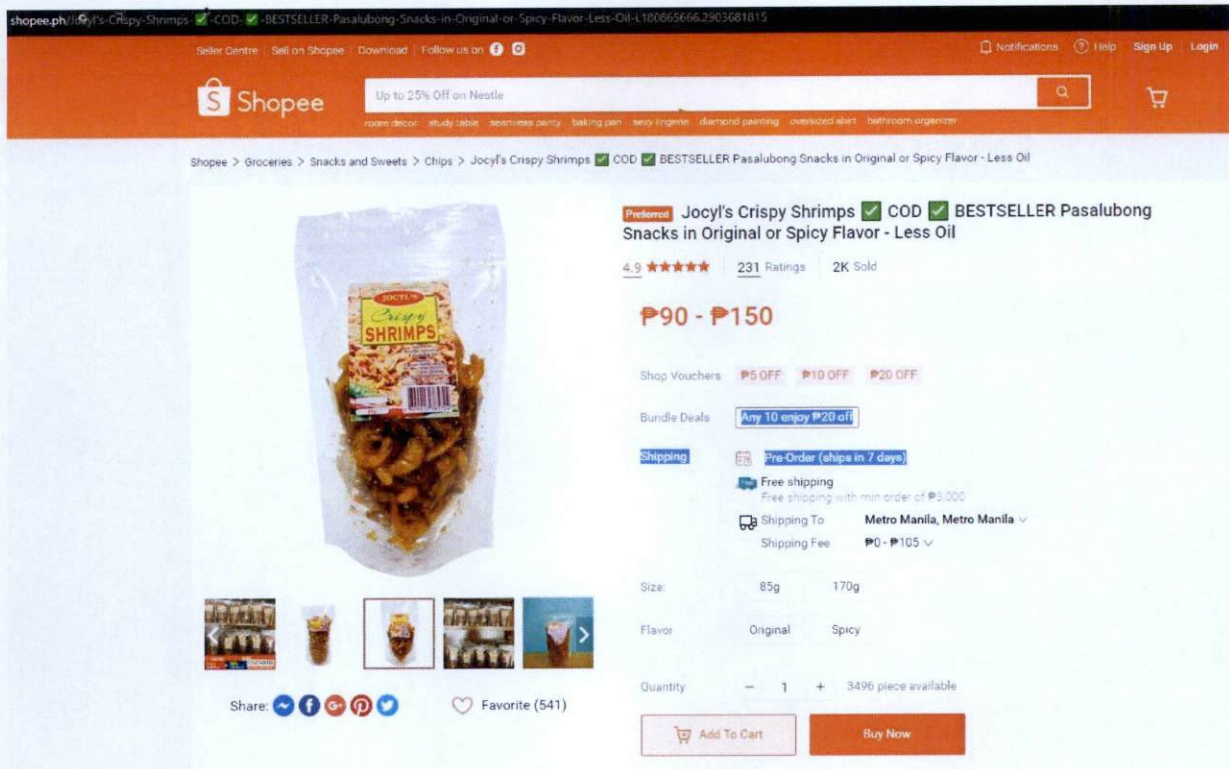 shopee.ph/Jocyl's-Crispy-Shrimps-✅-COD-✅-BESTSELLER-Pasalubong-Snacks-in-Original-or-Spicy-Flavor-Less-Oil-i.180665666.2903681815
Seller Centre | Sell on Shopee | Download | Follow us on
Notifications Help Sign Up | Login
Shopee
Up to 25% Off on Nestle
room decor study table seamless panty baking pan sexy lingerie diamond painting oversized shirt bathroom organizer
Shopee > Groceries > Snacks and Sweets > Chips > Jocyl's Crispy Shrimps ✅ COD ✅ BESTSELLER Pasalubong Snacks in Original or Spicy Flavor - Less Oil
Preferred Jocyl's Crispy Shrimps ✅ COD ✅ BESTSELLER Pasalubong
Snacks in Original or Spicy Flavor - Less Oil
4.9 ★★★★★ 231 Ratings 2K Sold
₱90 - ₱150
Shop Vouchers ₱5 OFF ₱10 OFF ₱20 OFF
Bundle Deals Any 10 enjoy ₱20 off
Shipping Pre-Order (ships in 7 days)
Free shipping
Free shipping with min order of ₱3,000
Shipping To Metro Manila, Metro Manila
Shipping Fee ₱0 - ₱105
Size: 85g 170g
Flavor Original Spicy
Quantity − 1 + 3496 piece available
Add To Cart Buy Now
JOCYL'S
Crispy
SHRIMPS
Share: Favorite (541)